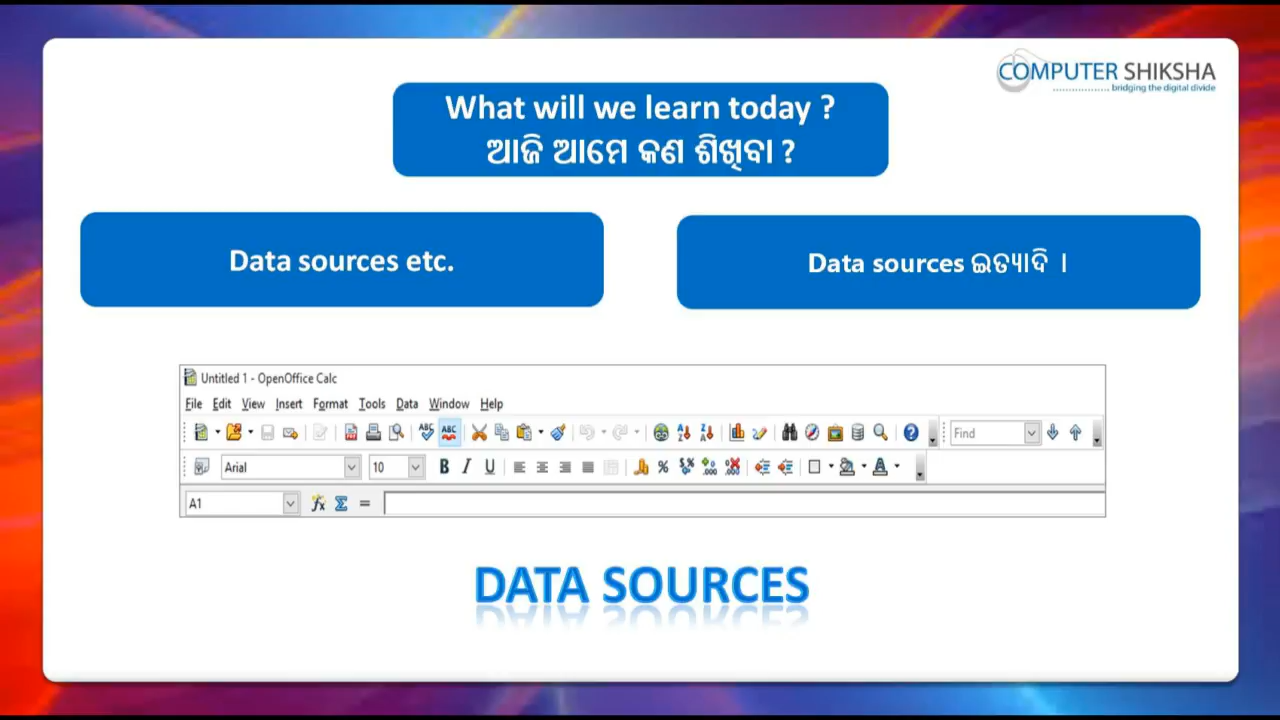 COMPUTER SHIKSHA
bridging the digital divide
What will we learn today ?
ଆଜି ଆମେ କଣ ଶିଖିବା ?
Data sources etc.
Data sources ଇତ୍ୟାଦି ।
Untitled 1 - OpenOffice Calc
File Edit View Insert Format Tools Data Window Help
ABC ABC Find
Arial 10 B I U
A1
DATA SOURCES